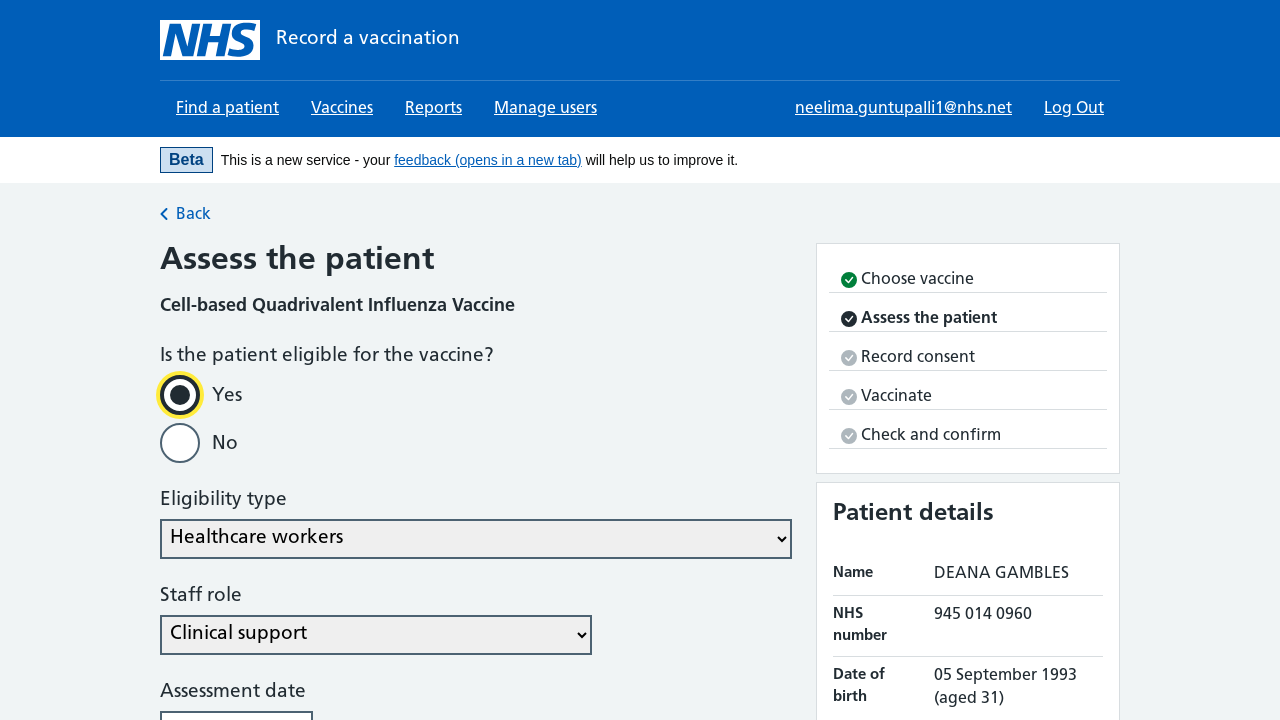 NHS Record a vaccination
Find a patient Vaccines Reports Manage users neelima.guntupalli1@nhs.net Log Out
Beta This is a new service - your feedback (opens in a new tab) will help us to improve it.
Back
Assess the patient
Cell-based Quadrivalent Influenza Vaccine
Is the patient eligible for the vaccine?
Yes
No
Eligibility type
Healthcare workers
Staff role
Clinical support
Assessment date
Choose vaccine
Assess the patient
Record consent
Vaccinate
Check and confirm
Patient details
Name DEANA GAMBLES
NHS number 945 014 0960
Date of birth 05 September 1993 (aged 31)